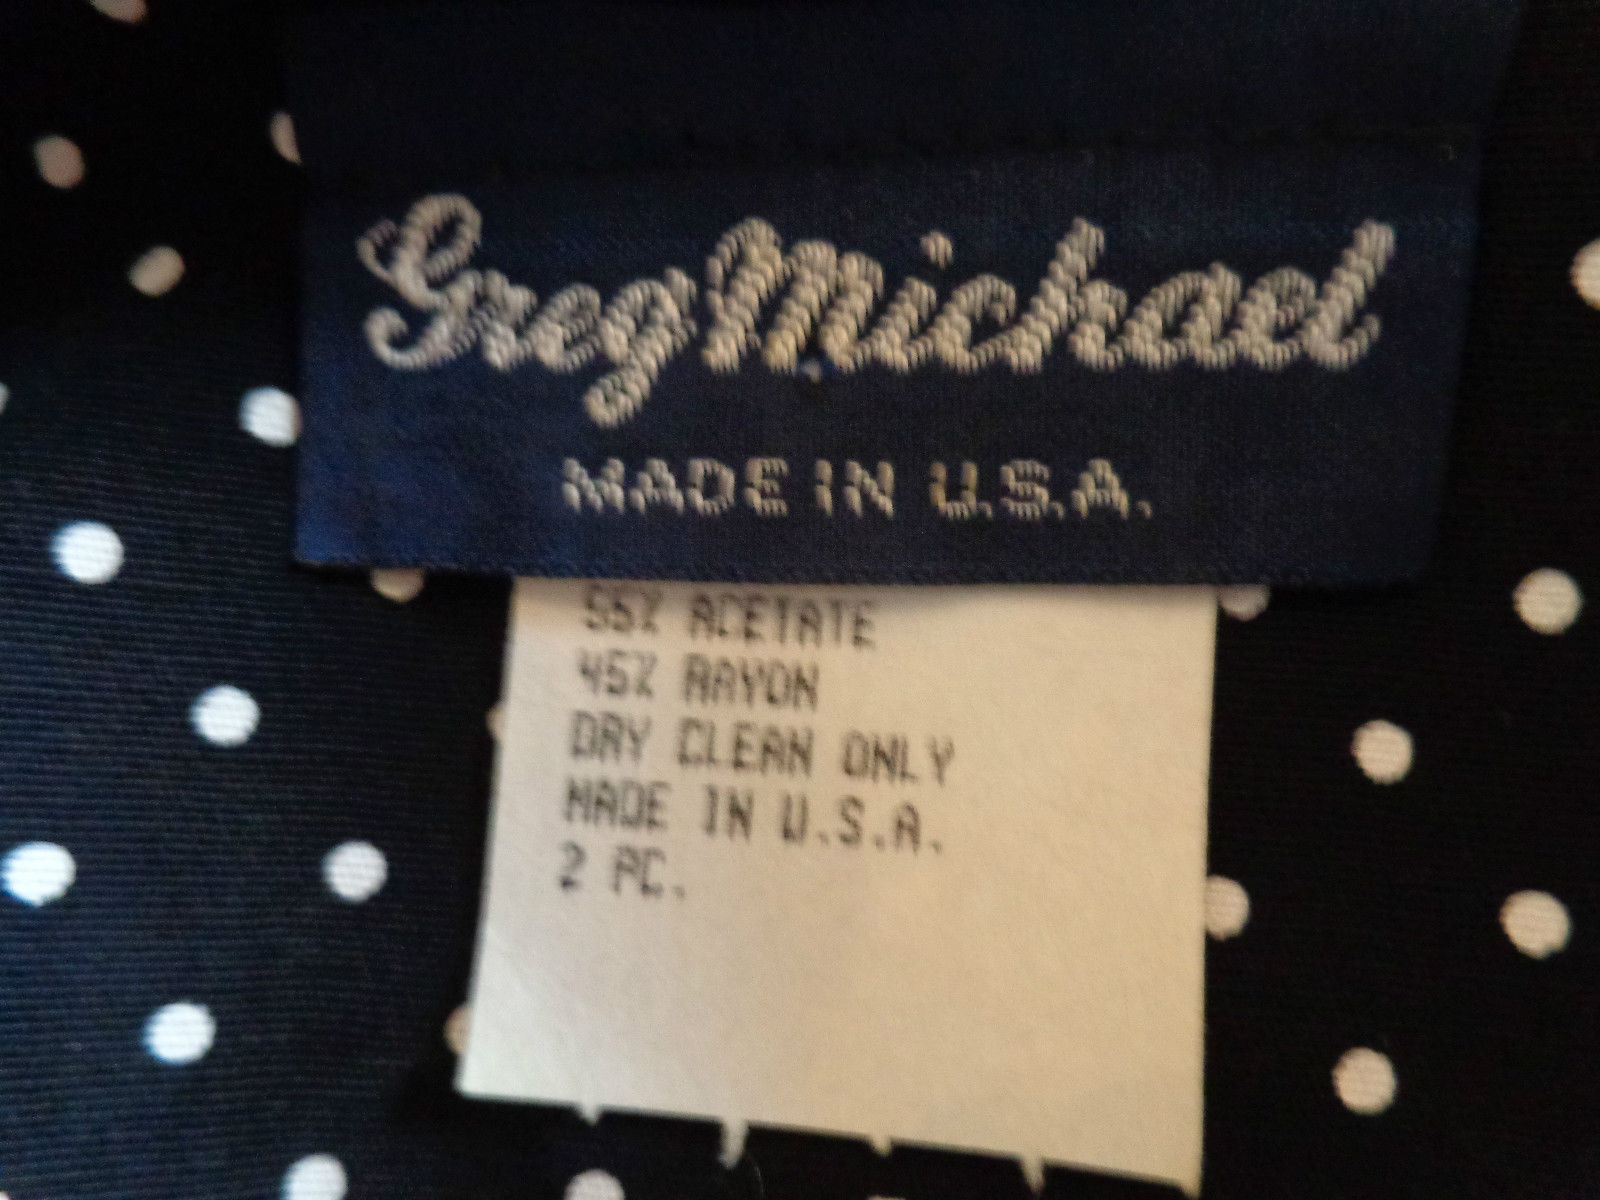 Greg Michael
MADE IN U.S.A.
55% ACETATE
45% RAYON
DRY CLEAN ONLY
MADE IN U.S.A.
2 PC.